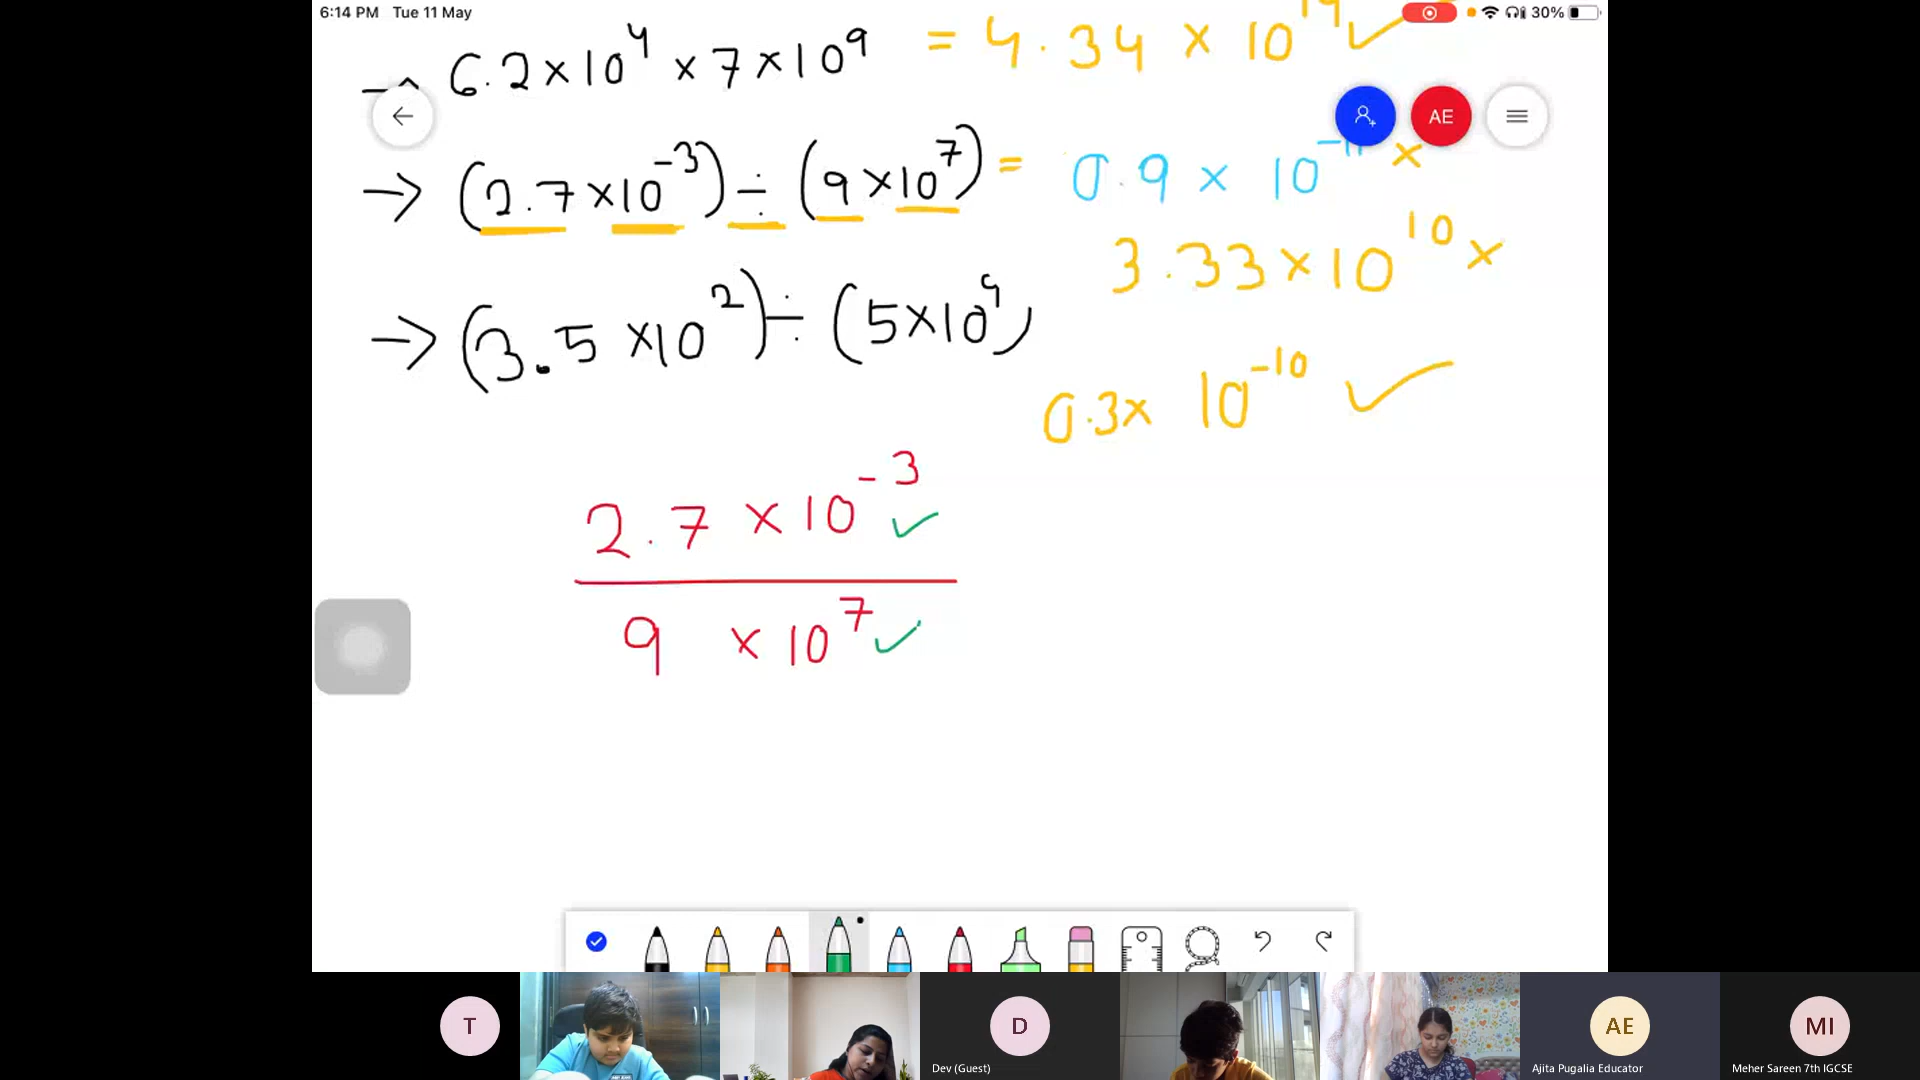 6:14 PM Tue 11 May
30%
→ 6.2×10⁴ × 7×10⁹ = 4.34 × 10¹⁴ ✓
AE
→ (2.7×10⁻³) ÷ (9×10⁷) = 0.9 × 10⁻¹¹ ×
3.33×10¹⁰ ×
→ (3.5×10²) ÷ (5×10⁹)
0.3× 10⁻¹⁰ ✓
2.7 ×10⁻³ ✓
9 ×10⁷ ✓
T
D
AE
MI
Dev (Guest)
Ajita Pugalia Educator
Meher Sareen 7th IGCSE